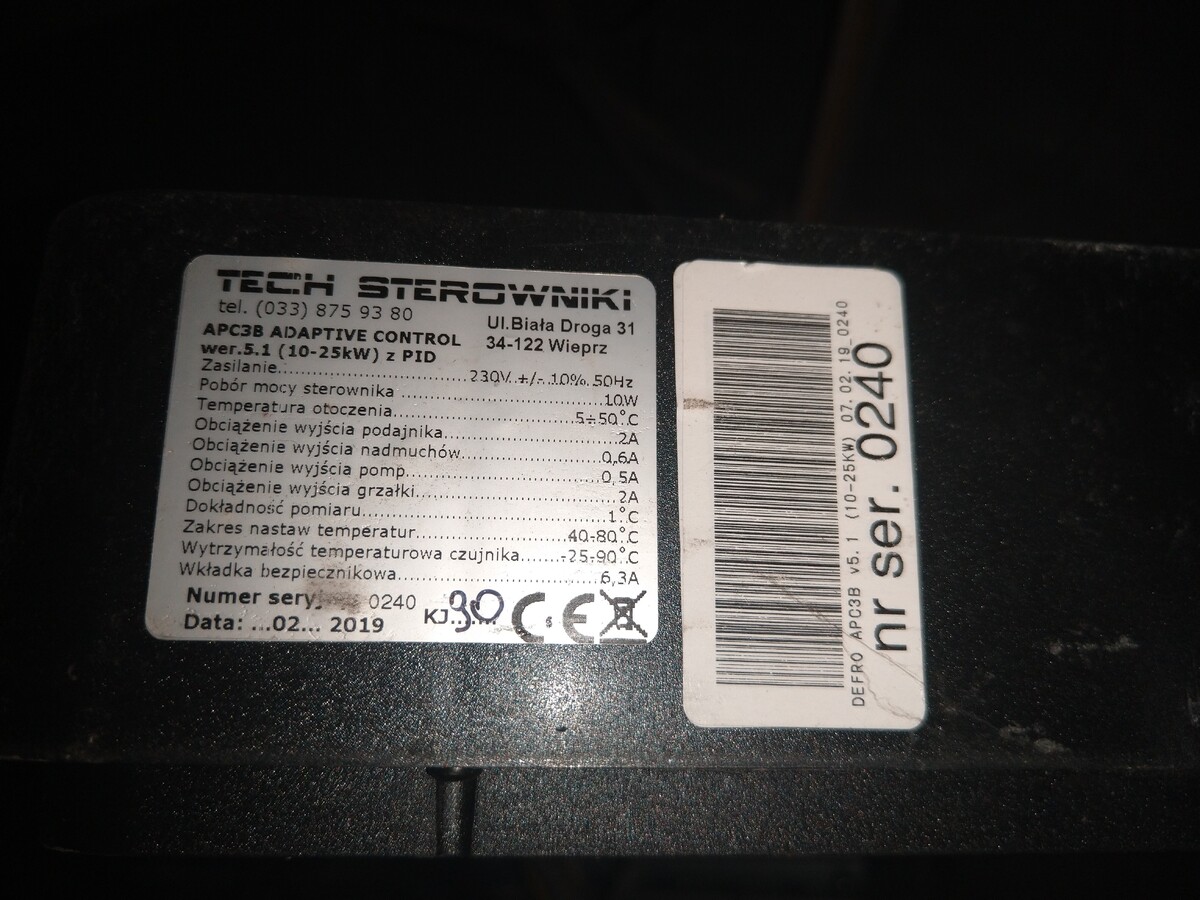 TECH STEROWNIKI
tel. (033) 875 93 80
Ul.Biała Droga 31
34-122 Wieprz
APC3B ADAPTIVE CONTROL
wer.5.1 (10-25kW) z PID
Zasilanie...........................230V +/- 10% 50Hz
Pobór mocy sterownika..............................10W
Temperatura otoczenia..............................5÷50°C
Obciążenie wyjścia podajnika..............................2A
Obciążenie wyjścia nadmuchów..............................0,6A
Obciążenie wyjścia pomp..............................0,5A
Obciążenie wyjścia grzałki..............................2A
Dokładność pomiaru..............................1°C
Zakres nastaw temperatur..............................40÷80°C
Wytrzymałość temperaturowa czujnika.......-25÷90°C
Wkładka bezpiecznikowa..............................6,3A
Numer sery 0240
Data: ...02... 2019
KJ.90...
CE
DEFRO APC3B v5.1 (10-25KW) 07.02.19_0240
nr ser. 0240